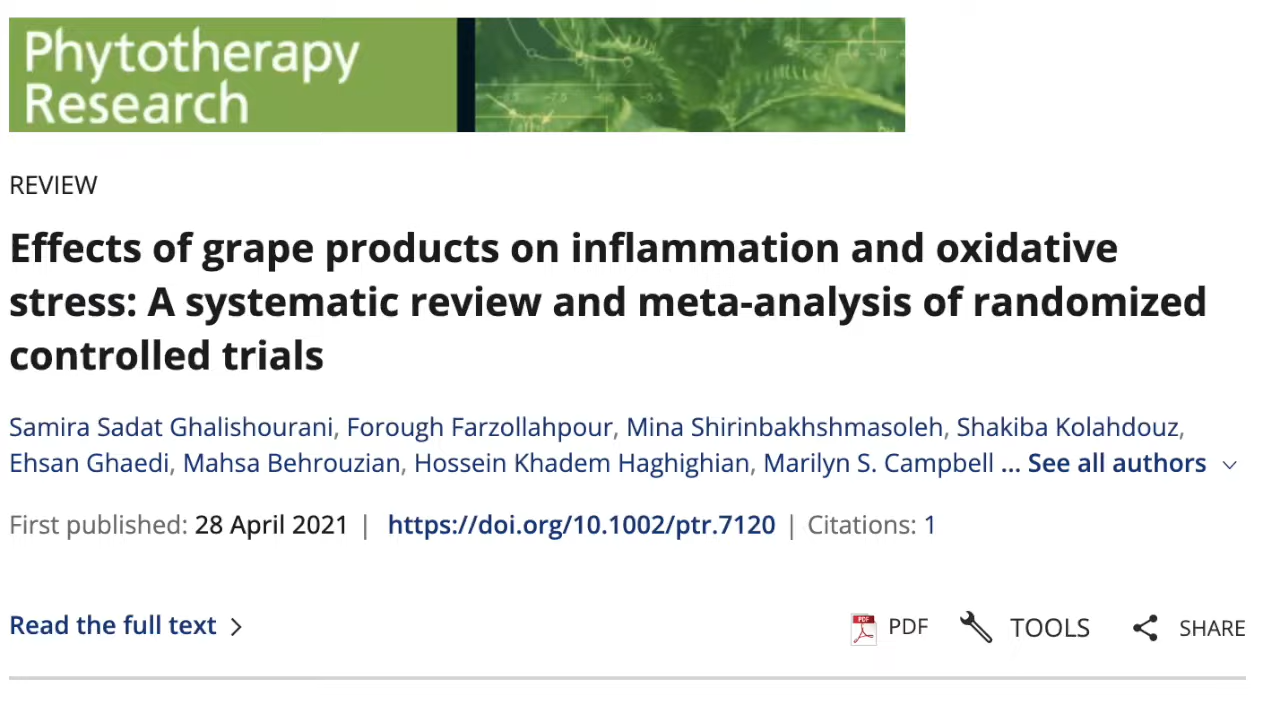 Phytotherapy
Research
REVIEW
Effects of grape products on inflammation and oxidative
stress: A systematic review and meta-analysis of randomized
controlled trials
Samira Sadat Ghalishourani, Forough Farzollahpour, Mina Shirinbakhshmasoleh, Shakiba Kolahdouz,
Ehsan Ghaedi, Mahsa Behrouzian, Hossein Khadem Haghighian, Marilyn S. Campbell ... See all authors
First published: 28 April 2021 | https://doi.org/10.1002/ptr.7120 | Citations: 1
Read the full text PDF TOOLS SHARE